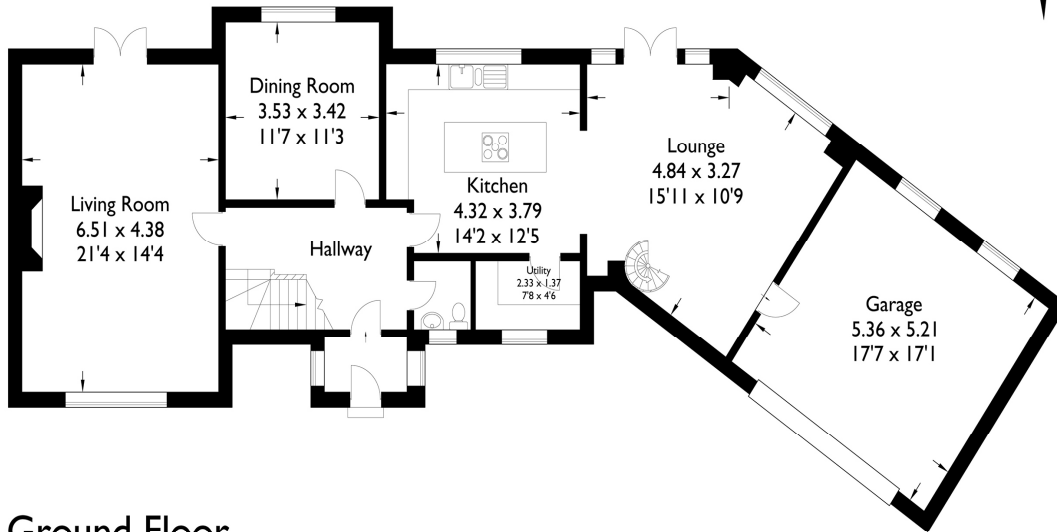 Dining Room
3.53 x 3.42
11'7 x 11'3
Living Room
6.51 x 4.38
21'4 x 14'4
Hallway
Kitchen
4.32 x 3.79
14'2 x 12'5
Lounge
4.84 x 3.27
15'11 x 10'9
Utility
2.33 x 1.37
7'8 x 4'6
Garage
5.36 x 5.21
17'7 x 17'1
Ground Floor